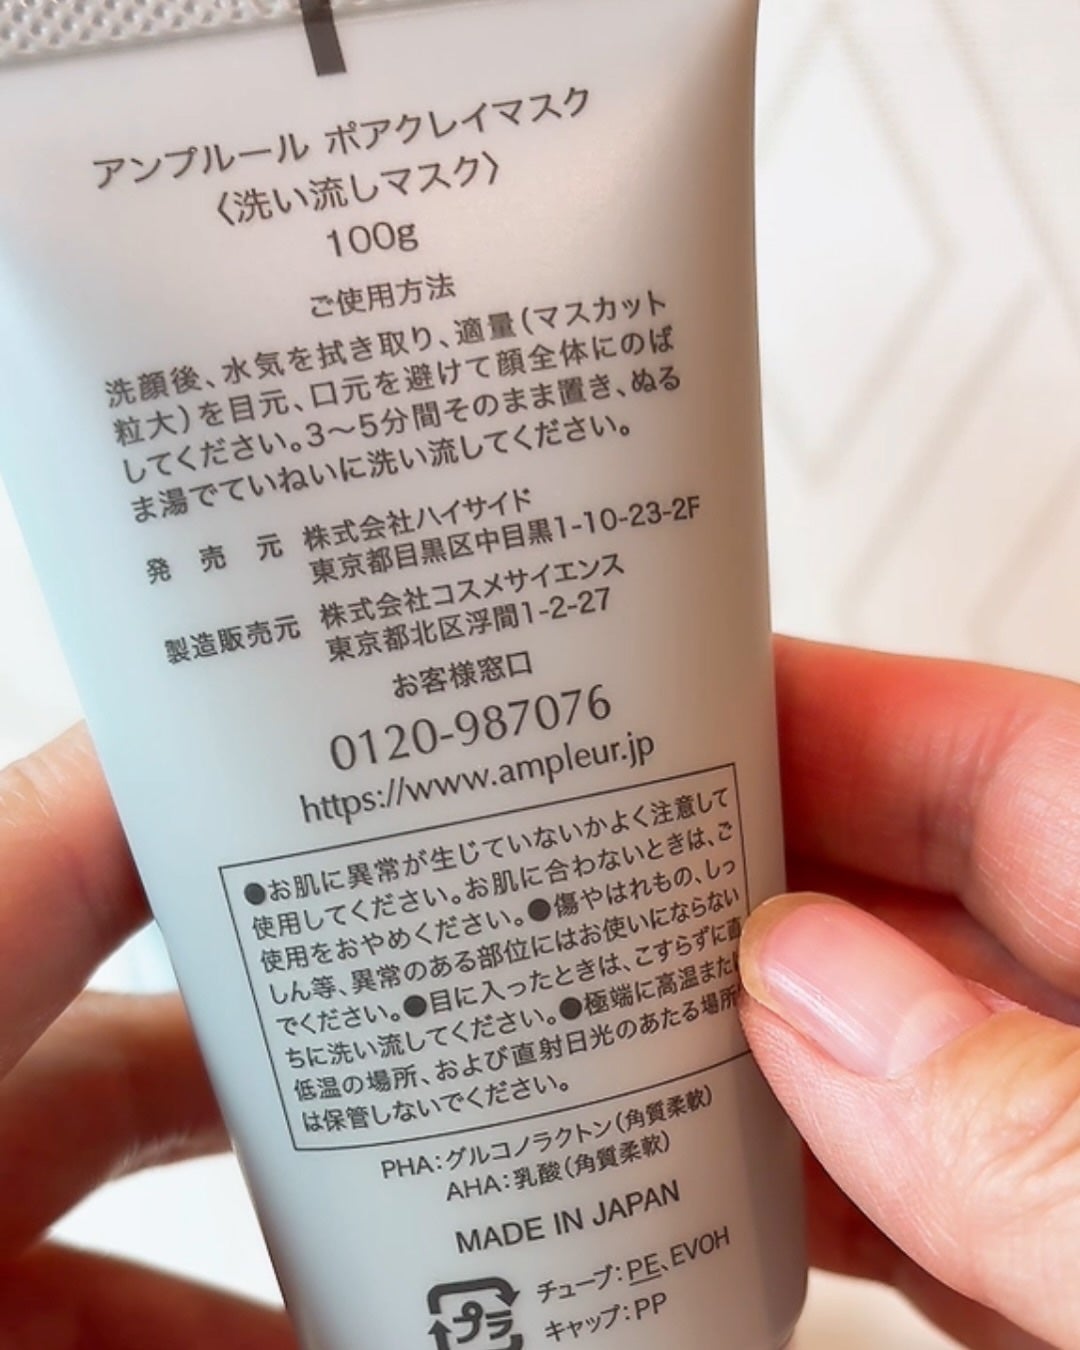 アンプルール ポアクレイマスク
〈洗い流しマスク〉
100g
ご使用方法
洗顔後、水気を拭き取り、適量(マスカット
粒大)を目元、口元を避けて顔全体にのば
してください。3〜5分間そのまま置き、ぬる
ま湯でていねいに洗い流してください。
発売元 株式会社ハイサイド
東京都目黒区中目黒1-10-23-2F
製造販売元 株式会社コスメサイエンス
東京都北区浮間1-2-27
お客様窓口
0120-987076
https://www.ampleur.jp
●お肌に異常が生じていないかよく注意して
使用してください。お肌に合わないときは、ご
使用をおやめください。●傷やはれもの、しっ
しん等、異常のある部位にはお使いにならない
でください。●目に入ったときは、こすらずに直
ちに洗い流してください。●極端に高温または
低温の場所、および直射日光のあたる場所
は保管しないでください。
PHA:グルコノラクトン(角質柔軟)
AHA:乳酸(角質柔軟)
MADE IN JAPAN
チューブ:PE、EVOH
キャップ:PP
プラ